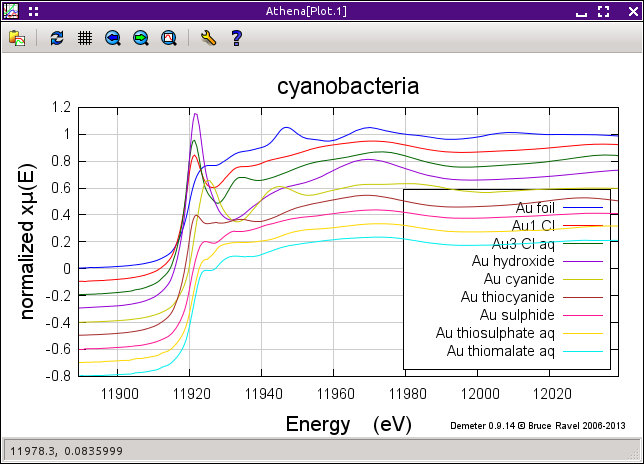 Athena[Plot.1]
cyanobacteria
normalized xμ(E)
1.2
1
0.8
0.6
0.4
0.2
0
-0.2
-0.4
-0.6
-0.8
Au foil
Au1 Cl
Au3 Cl aq
Au hydroxide
Au cyanide
Au thiocyanide
Au sulphide
Au thiosulphate aq
Au thiomalate aq
11900 11920 11940 11960 11980 12000 12020
Energy (eV)
Demeter 0.9.14 © Bruce Ravel 2006-2013
11978.3, 0.0835999